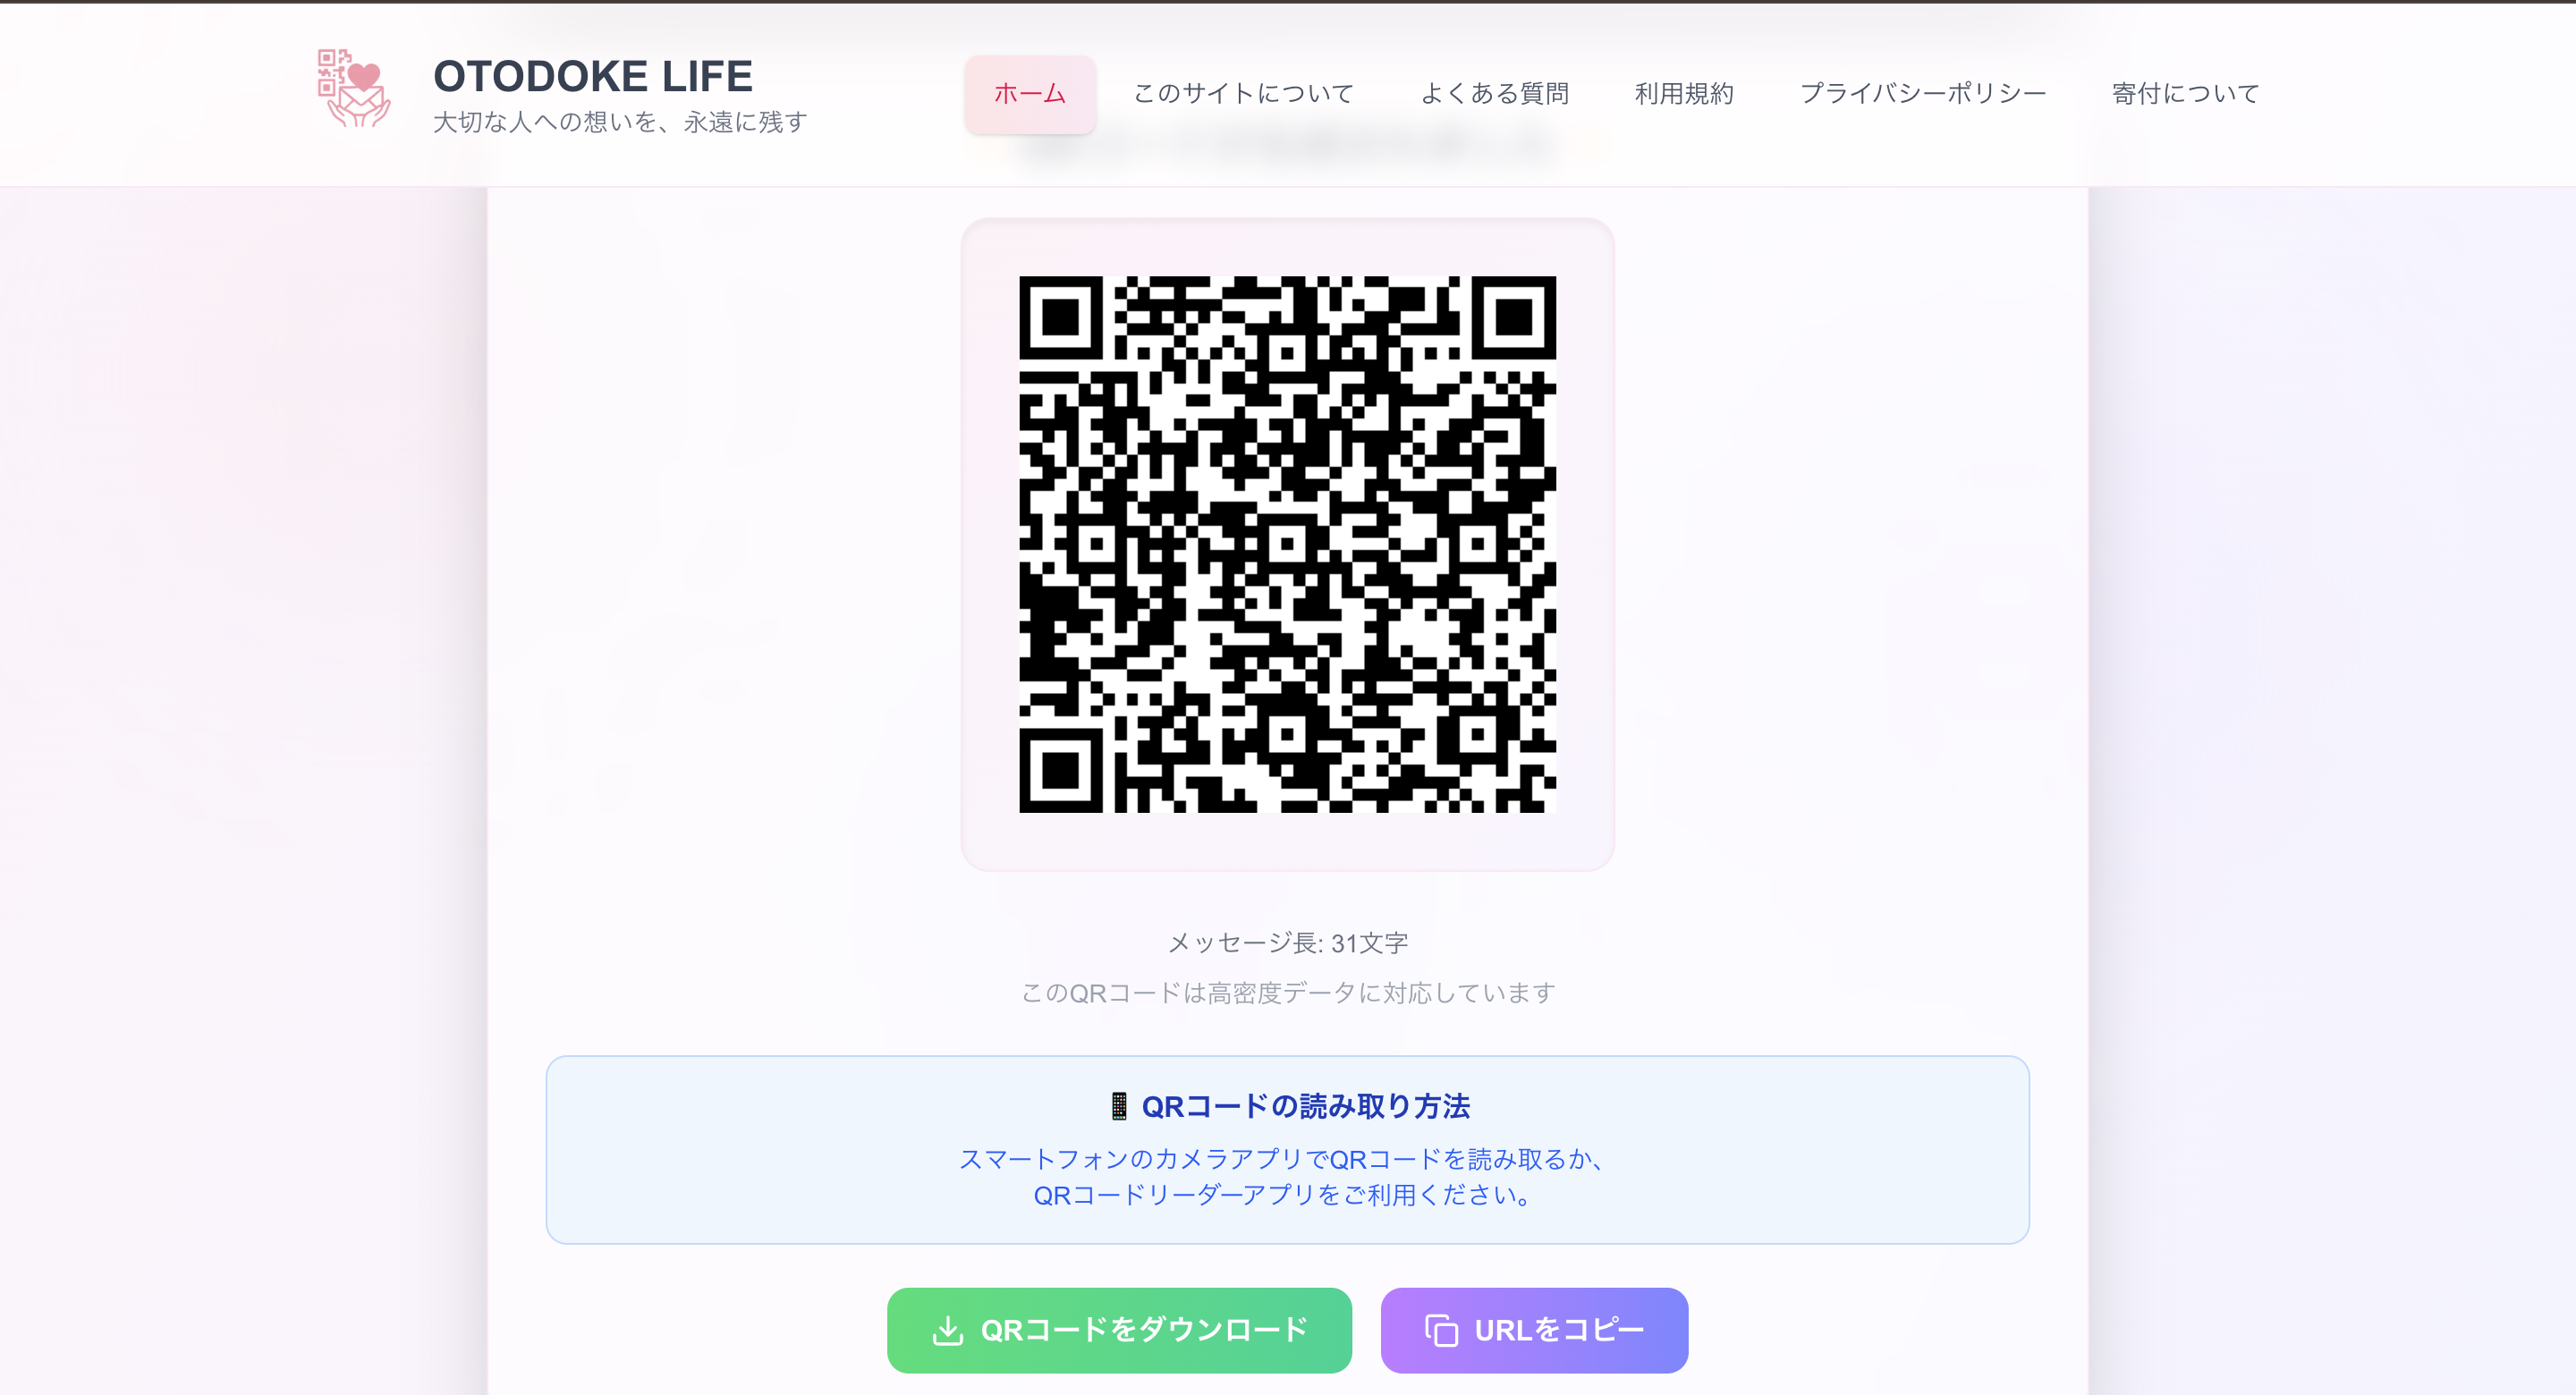 OTODOKE LIFE
大切な人への想いを、永遠に残す
ホーム
このサイトについて
よくある質問
利用規約
プライバシーポリシー
寄付について
メッセージ長: 31文字
このQRコードは高密度データに対応しています
📱 QRコードの読み取り方法
スマートフォンのカメラアプリでQRコードを読み取るか、
QRコードリーダーアプリをご利用ください。
QRコードをダウンロード
URLをコピー